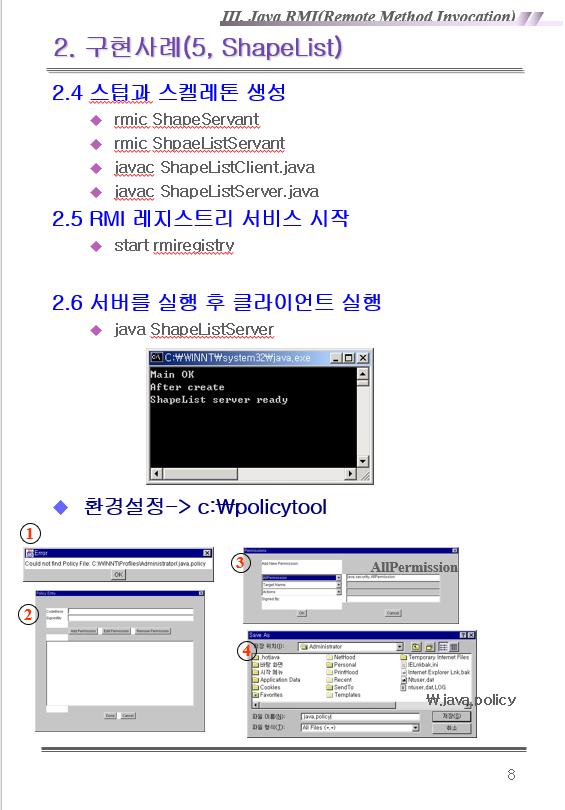 III. Java RMI(Remote Method Invocation)
2. 구현사례(5, ShapeList)
2.4 스텁과 스켈레톤 생성
rmic ShapeServant
rmic ShpaeListServant
javac ShapeListClient.java
javac ShapeListServer.java
2.5 RMI 레지스트리 서비스 시작
start rmiregistry
2.6 서버를 실행 후 클라이언트 실행
java ShapeListServer
C:₩WINNT₩system32₩java.exe
Main OK
After create
ShapeList server ready
환경설정-> c:₩policytool
1
Error
Could not find Policy File: C:₩WINNT₩Profiles₩Administrator₩.java.policy
OK
2
Policy Entry
CodeBase
SignedBy
Add Permission Edit Permission Remove Permission
Done Cancel
3
Permissions
Add New Permission
AllPermission
AllPermission java.security.AllPermission
Target Name:
Actions:
Signed By:
OK Cancel
4
Save As
저장 위치(I): Administrator
.hotjava NetHood Temporary Internet Files
바탕 화면 Personal IELnkbak.ini
시작 메뉴 PrintHood Internet Explorer Lnk.bak
Application Data Recent Ntuser.dat
Cookies SendTo ntuser.dat.LOG
Favorites Templates
₩.java.policy
파일 이름(N): .java.policy 저장(S)
파일 형식(T): All Files (*.*) 취소
8